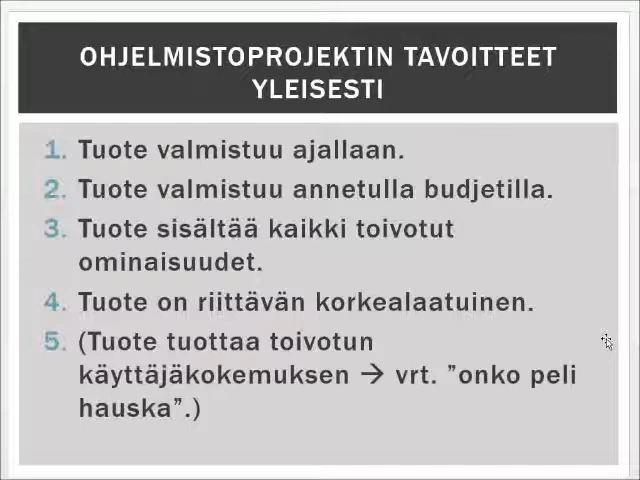 OHJELMISTOPROJEKTIN TAVOITTEET
YLEISESTI
1. Tuote valmistuu ajallaan.
2. Tuote valmistuu annetulla budjetilla.
3. Tuote sisältää kaikki toivotut
ominaisuudet.
4. Tuote on riittävän korkealaatuinen.
5. (Tuote tuottaa toivotun
käyttäjäkokemuksen → vrt. ”onko peli
hauska”.)